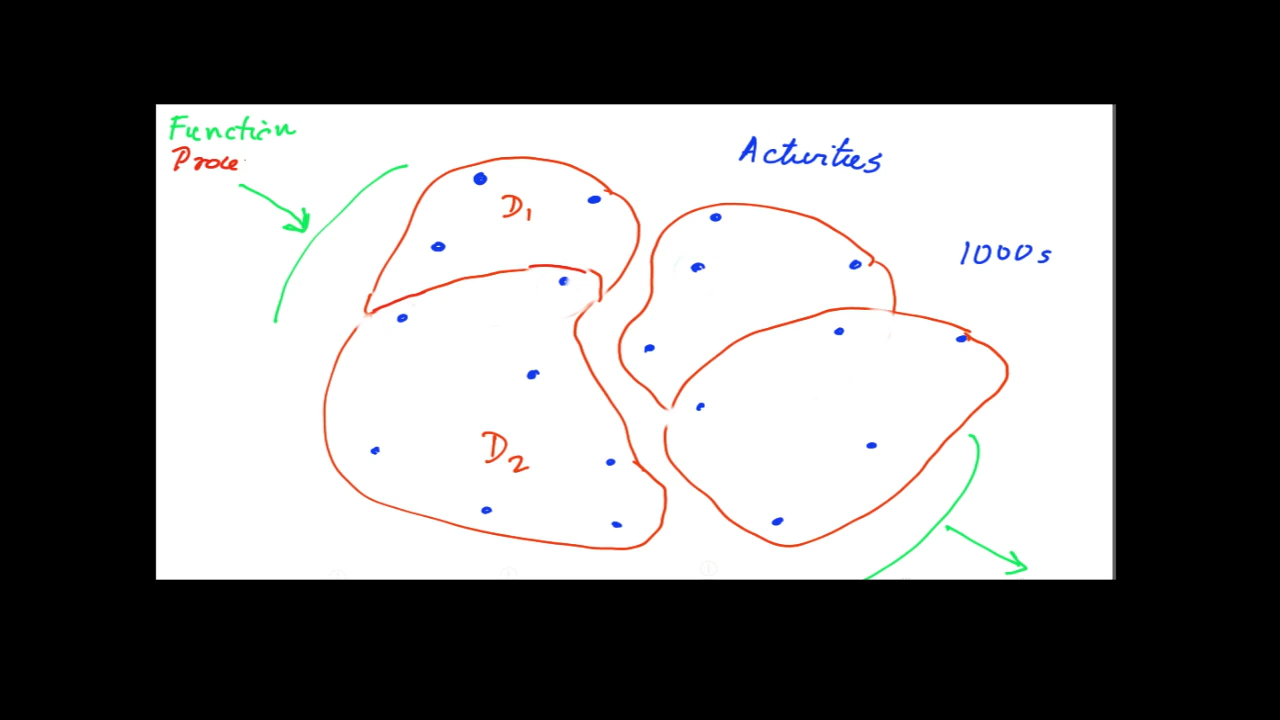 Function
Proce
Activities
D1
1000s
D2